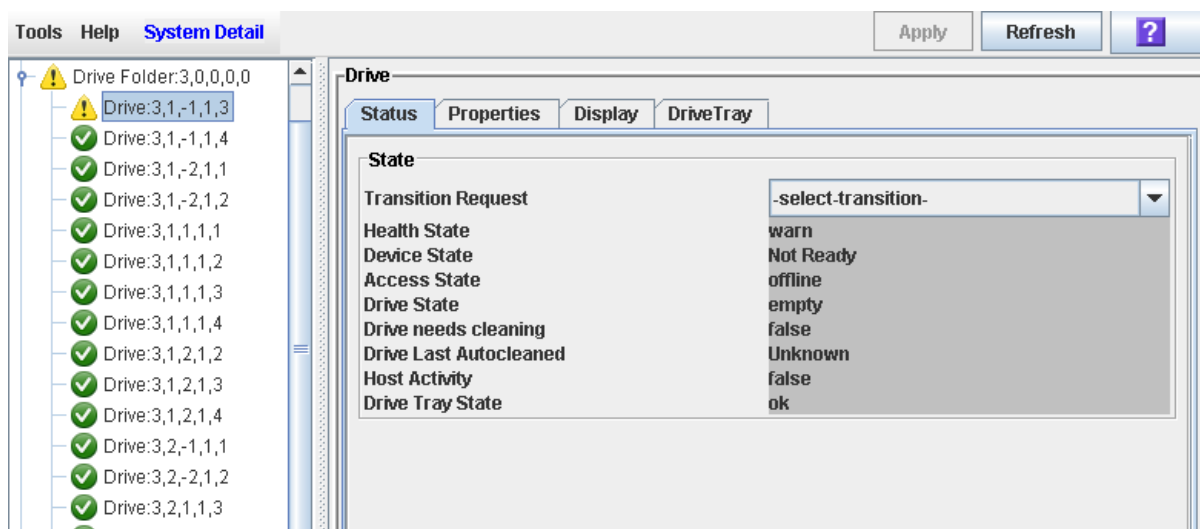 Tools Help System Detail
Apply Refresh ?
Drive Folder:3,0,0,0,0
Drive:3,1,-1,1,3
Drive:3,1,-1,1,4
Drive:3,1,-2,1,1
Drive:3,1,-2,1,2
Drive:3,1,1,1,1
Drive:3,1,1,1,2
Drive:3,1,1,1,3
Drive:3,1,1,1,4
Drive:3,1,2,1,2
Drive:3,1,2,1,3
Drive:3,1,2,1,4
Drive:3,2,-1,1,1
Drive:3,2,-2,1,2
Drive:3,2,1,1,3
Drive
Status Properties Display DriveTray
State
Transition Request -select-transition-
Health State warn
Device State Not Ready
Access State offline
Drive State empty
Drive needs cleaning false
Drive Last Autocleaned Unknown
Host Activity false
Drive Tray State ok